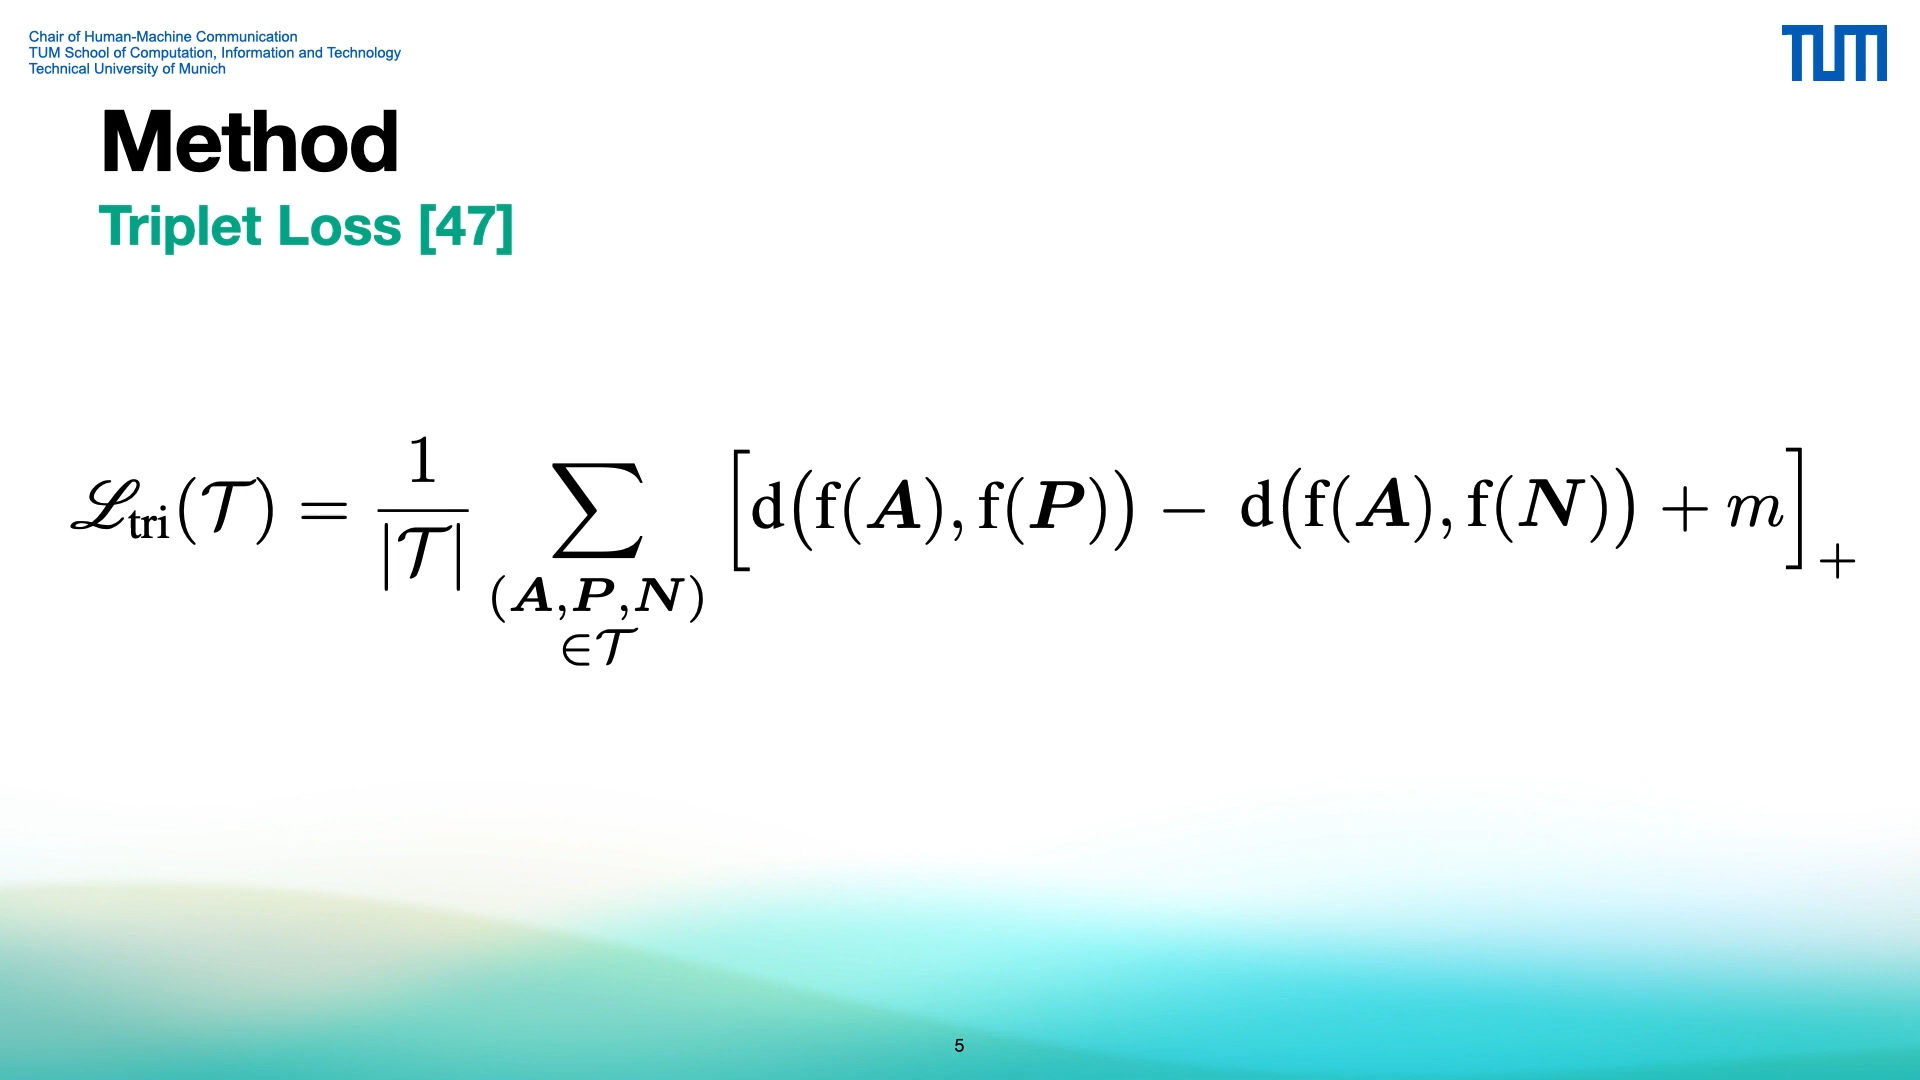 Chair of Human-Machine Communication
TUM School of Computation, Information and Technology
Technical University of Munich
TUM
Method
Triplet Loss [47]
ℒ_tri(𝒯) = 1/|𝒯| ∑_{(A,P,N)∈𝒯} [d(f(A), f(P)) − d(f(A), f(N)) + m]_+
5